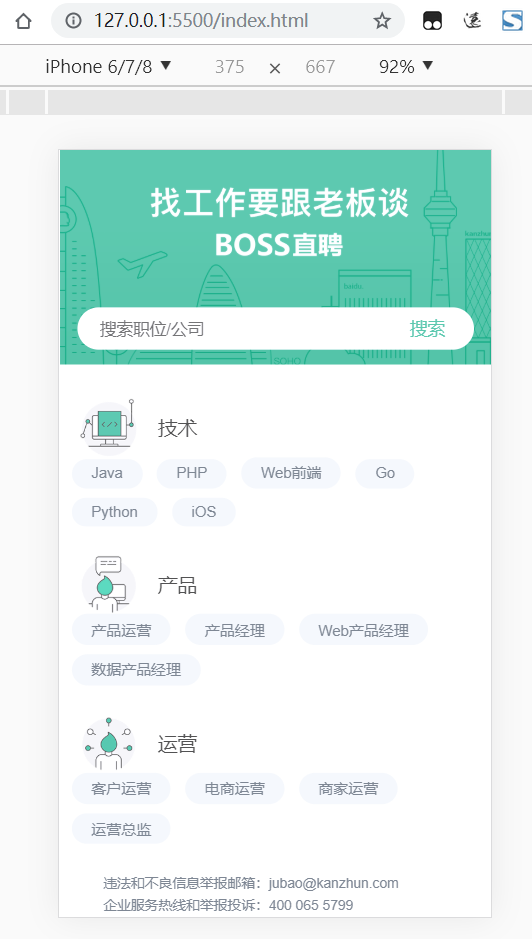 127.0.0.1:5500/index.html
iPhone 6/7/8 ▼ 375 × 667 92% ▼
找工作要跟老板谈
BOSS直聘
kanzhun
baidu.
搜索职位/公司 搜索
SOHO
技术
Java PHP Web前端 Go
Python iOS
产品
产品运营 产品经理 Web产品经理
数据产品经理
运营
客户运营 电商运营 商家运营
运营总监
违法和不良信息举报邮箱：jubao@kanzhun.com
企业服务热线和举报投诉：400 065 5799